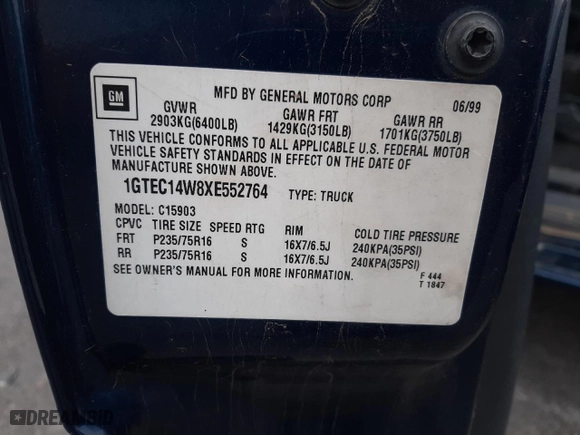 GM
MFD BY GENERAL MOTORS CORP 06/99
GVWR GAWR FRT GAWR RR
2903KG(6400LB) 1429KG(3150LB) 1701KG(3750LB)
THIS VEHICLE CONFORMS TO ALL APPLICABLE U.S. FEDERAL MOTOR
VEHICLE SAFETY STANDARDS IN EFFECT ON THE DATE OF
MANUFACTURE SHOWN ABOVE.
1GTEC14W8XE552764 TYPE: TRUCK
MODEL: C15903
CPVC TIRE SIZE SPEED RTG RIM COLD TIRE PRESSURE
FRT P235/75R16 S 16X7/6.5J 240KPA(35PSI)
RR P235/75R16 S 16X7/6.5J 240KPA(35PSI)
SEE OWNER'S MANUAL FOR MORE INFORMATION.
F 444
T 1847
DREAMBID